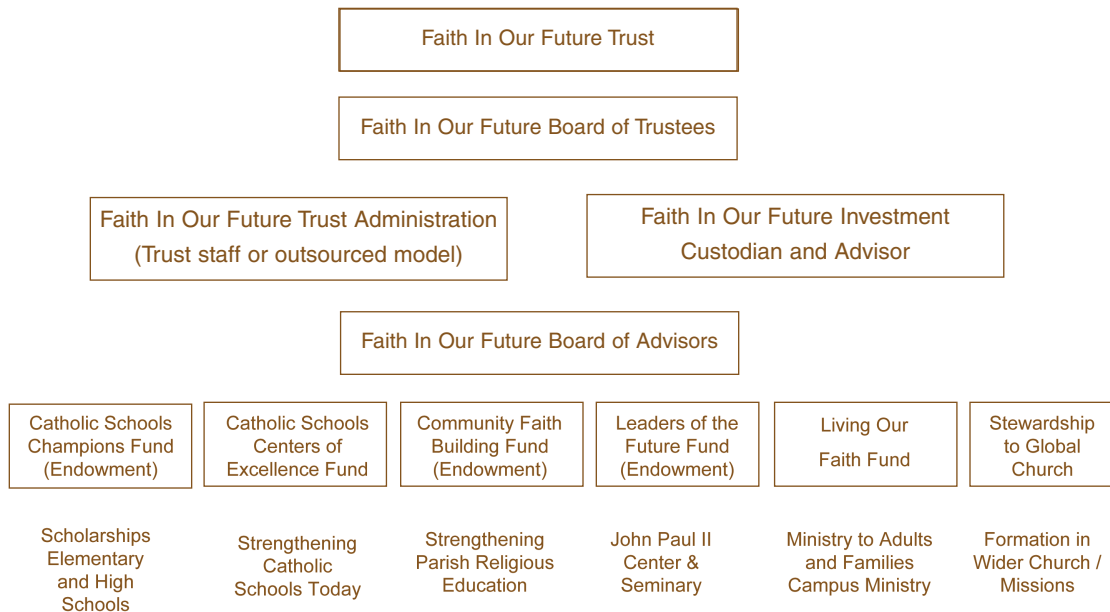 Faith In Our Future Trust
Faith In Our Future Board of Trustees
Faith In Our Future Trust Administration
(Trust staff or outsourced model)
Faith In Our Future Investment
Custodian and Advisor
Faith In Our Future Board of Advisors
Catholic Schools
Champions Fund
(Endowment)
Catholic Schools
Centers of
Excellence Fund
Community Faith
Building Fund
(Endowment)
Leaders of the
Future Fund
(Endowment)
Living Our
Faith Fund
Stewardship
to Global
Church
Scholarships
Elementary
and High
Schools
Strengthening
Catholic
Schools Today
Strengthening
Parish Religious
Education
John Paul II
Center &
Seminary
Ministry to Adults
and Families
Campus Ministry
Formation in
Wider Church /
Missions